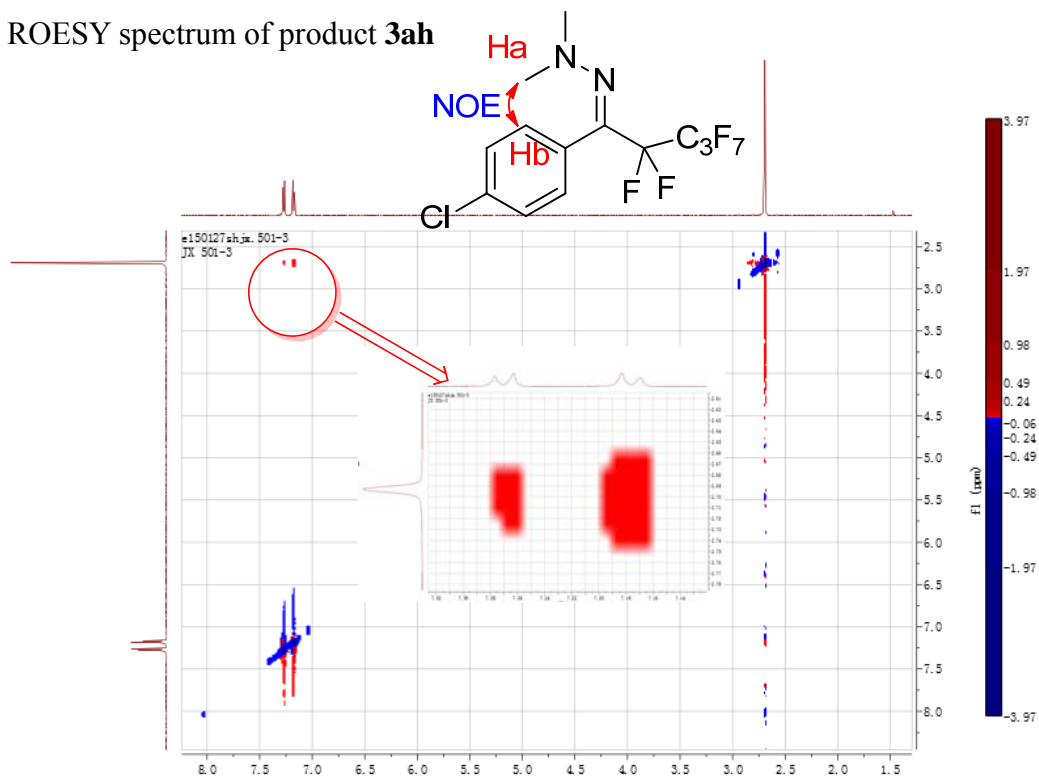 ROESY spectrum of product 3ah
Ha
N
N
NOE
Hb
C3F7
F
F
Cl
e150127shjx.501-3
JX 501-3
2.5
3.0
3.5
4.0
4.5
5.0
5.5
6.0
6.5
7.0
7.5
8.0
f1 (ppm)
3.97
1.97
0.98
0.49
0.24
-0.06
-0.24
-0.49
-0.98
-1.97
-3.97
8.0 7.5 7.0 6.5 6.0 5.5 5.0 4.5 4.0 3.5 3.0 2.5 2.0 1.5